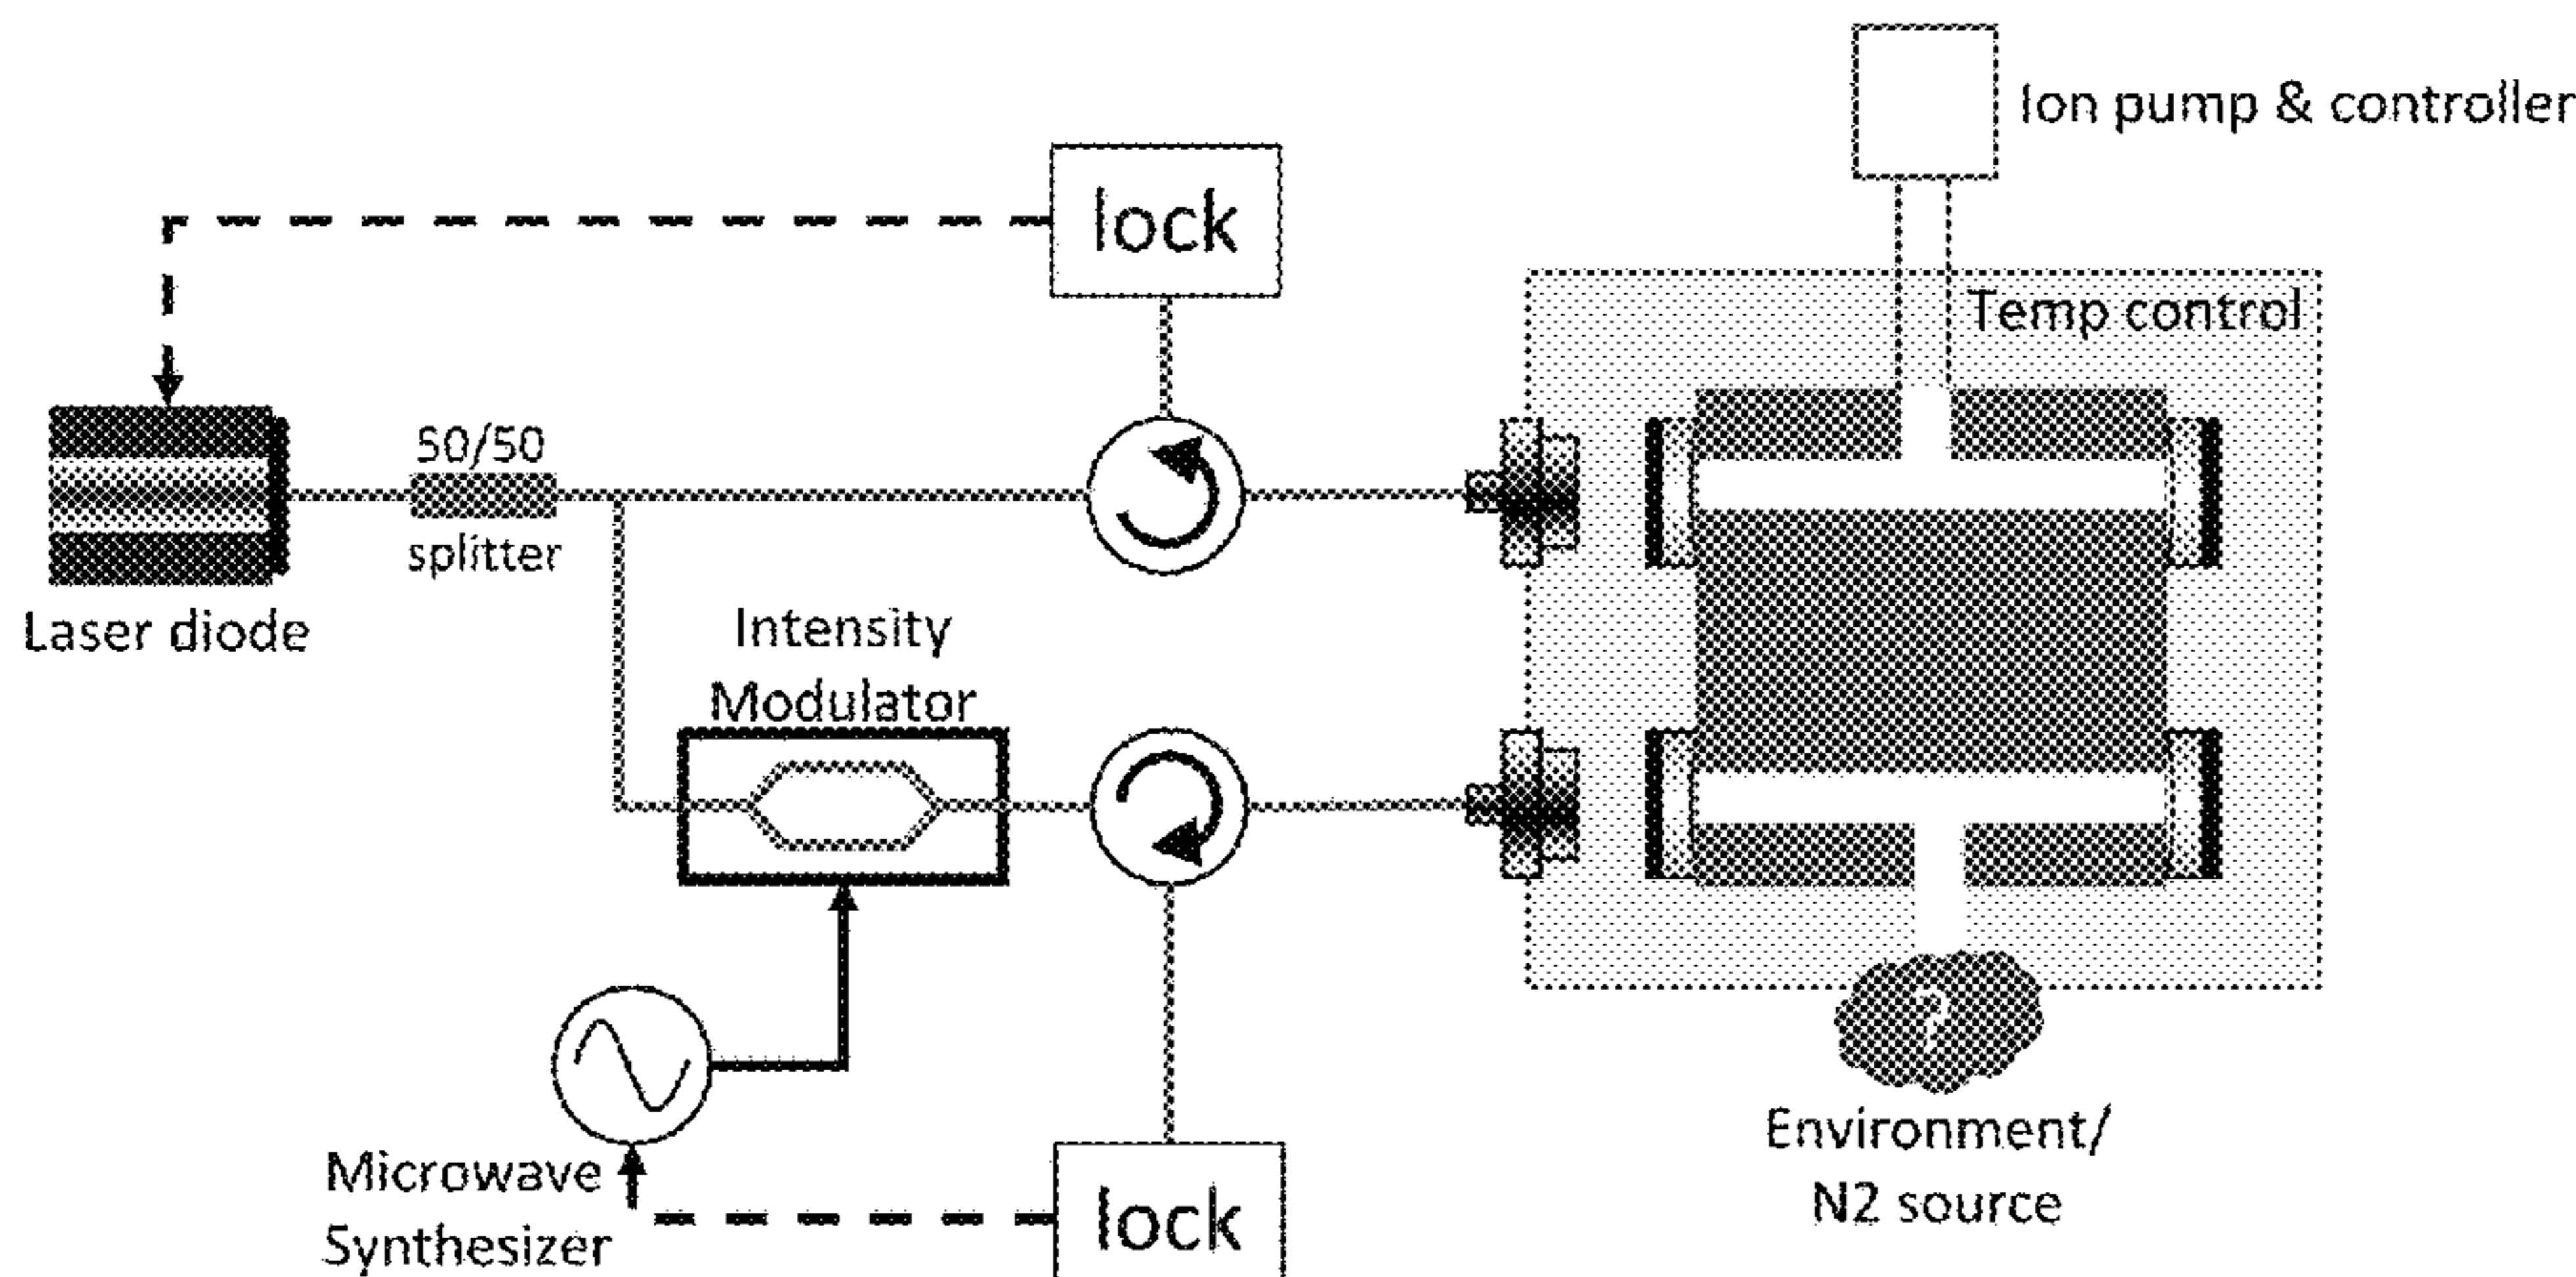 Ion pump & controller
lock
Temp control
50/50
splitter
Laser diode
Intensity
Modulator
?
Environment/
N2 source
Microwave
Synthesizer
lock